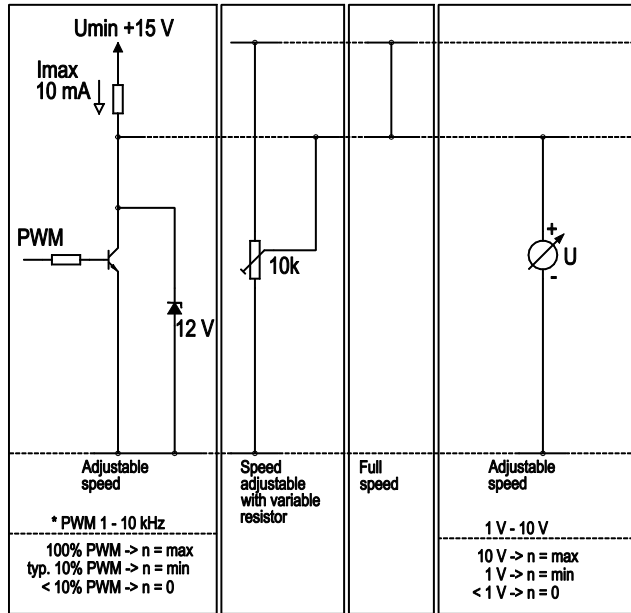 Umin +15 V
Imax
10 mA
PWM
12 V
10k
+
U
-
Adjustable
speed
* PWM 1 - 10 kHz
100% PWM -> n = max
typ. 10% PWM -> n = min
< 10% PWM -> n = 0
Speed
adjustable
with variable
resistor
Full
speed
Adjustable
speed
1 V - 10 V
10 V -> n = max
1 V -> n = min
< 1 V -> n = 0